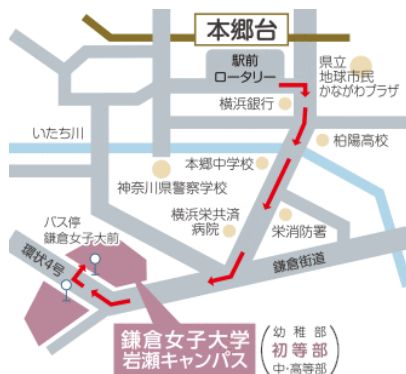 本郷台
駅前
ロータリー
県立
地球市民
かながわプラザ
横浜銀行
いたち川
柏陽高校
本郷中学校
神奈川県警察学校
横浜栄共済
病院
栄消防署
バス停
鎌倉女子大前
環状4号
鎌倉街道
鎌倉女子大学
岩瀬キャンパス
幼稚部
初等部
中・高等部